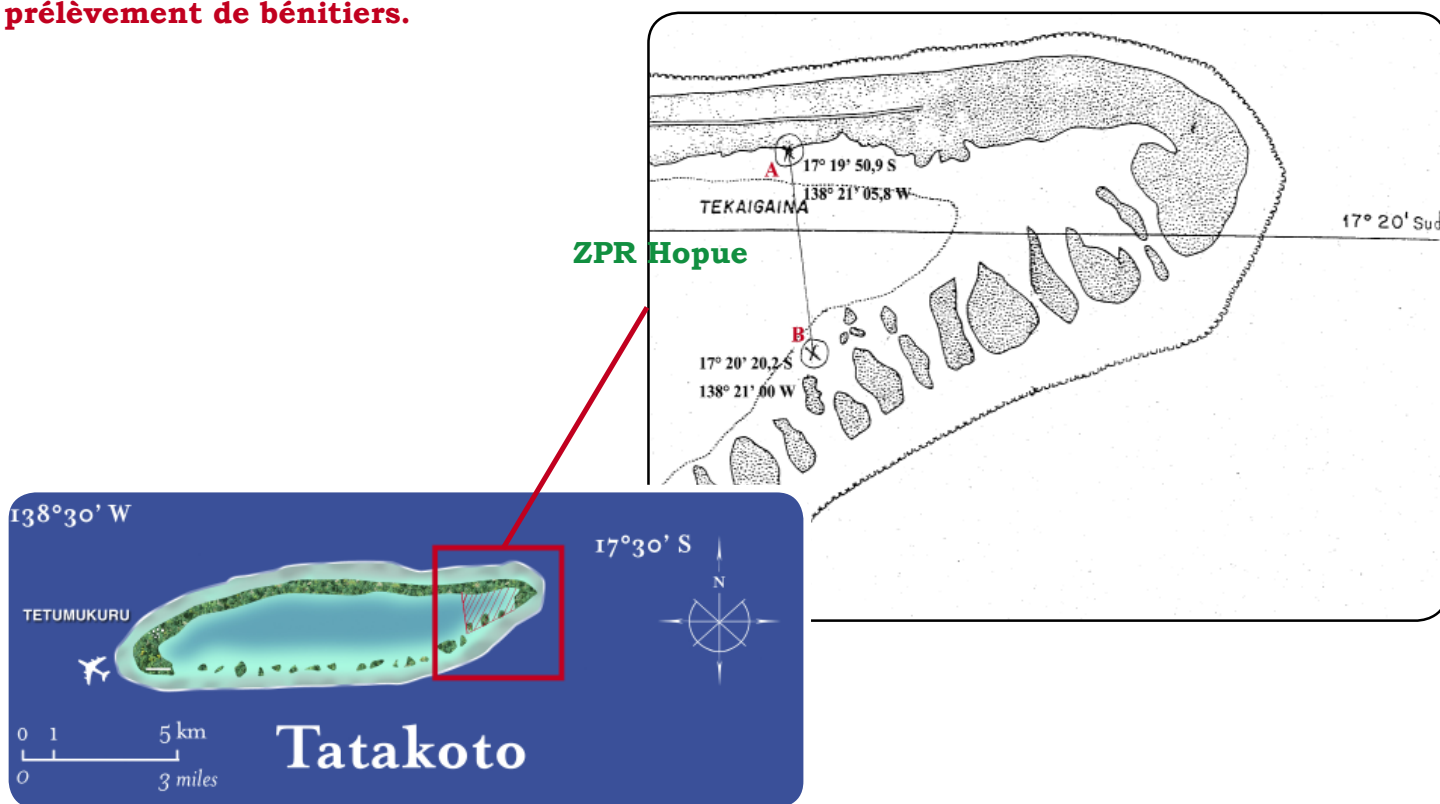 prélèvement de bénitiers.
A
17° 19’ 50,9 S
138° 21’ 05,8 W
TEKAIGAINA
17° 20' Sud
ZPR Hopue
B
17° 20’ 20,2 S
138° 21’ 00 W
138°30’ W
17°30’ S
N
TETUMUKURU
0 1 5 km
0 3 miles
Tatakoto